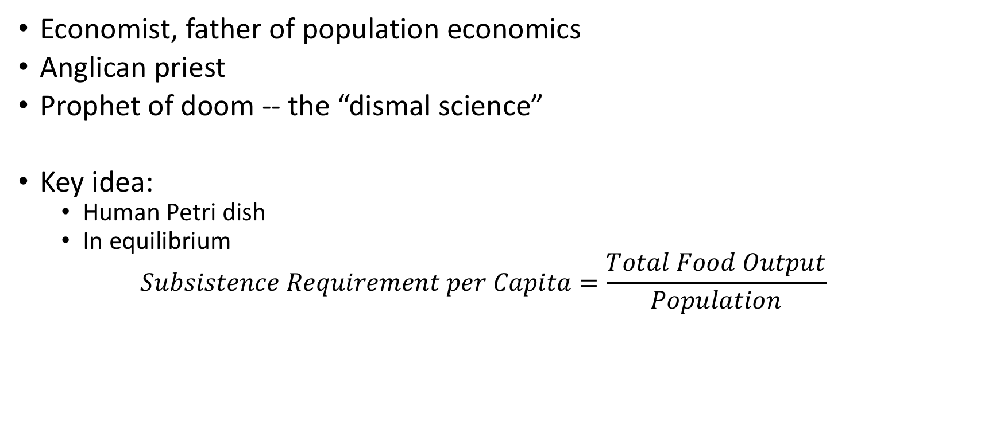 • Economist, father of population economics
• Anglican priest
• Prophet of doom -- the “dismal science”
• Key idea:
• Human Petri dish
• In equilibrium
Subsistence Requirement per Capita = Total Food Output / Population